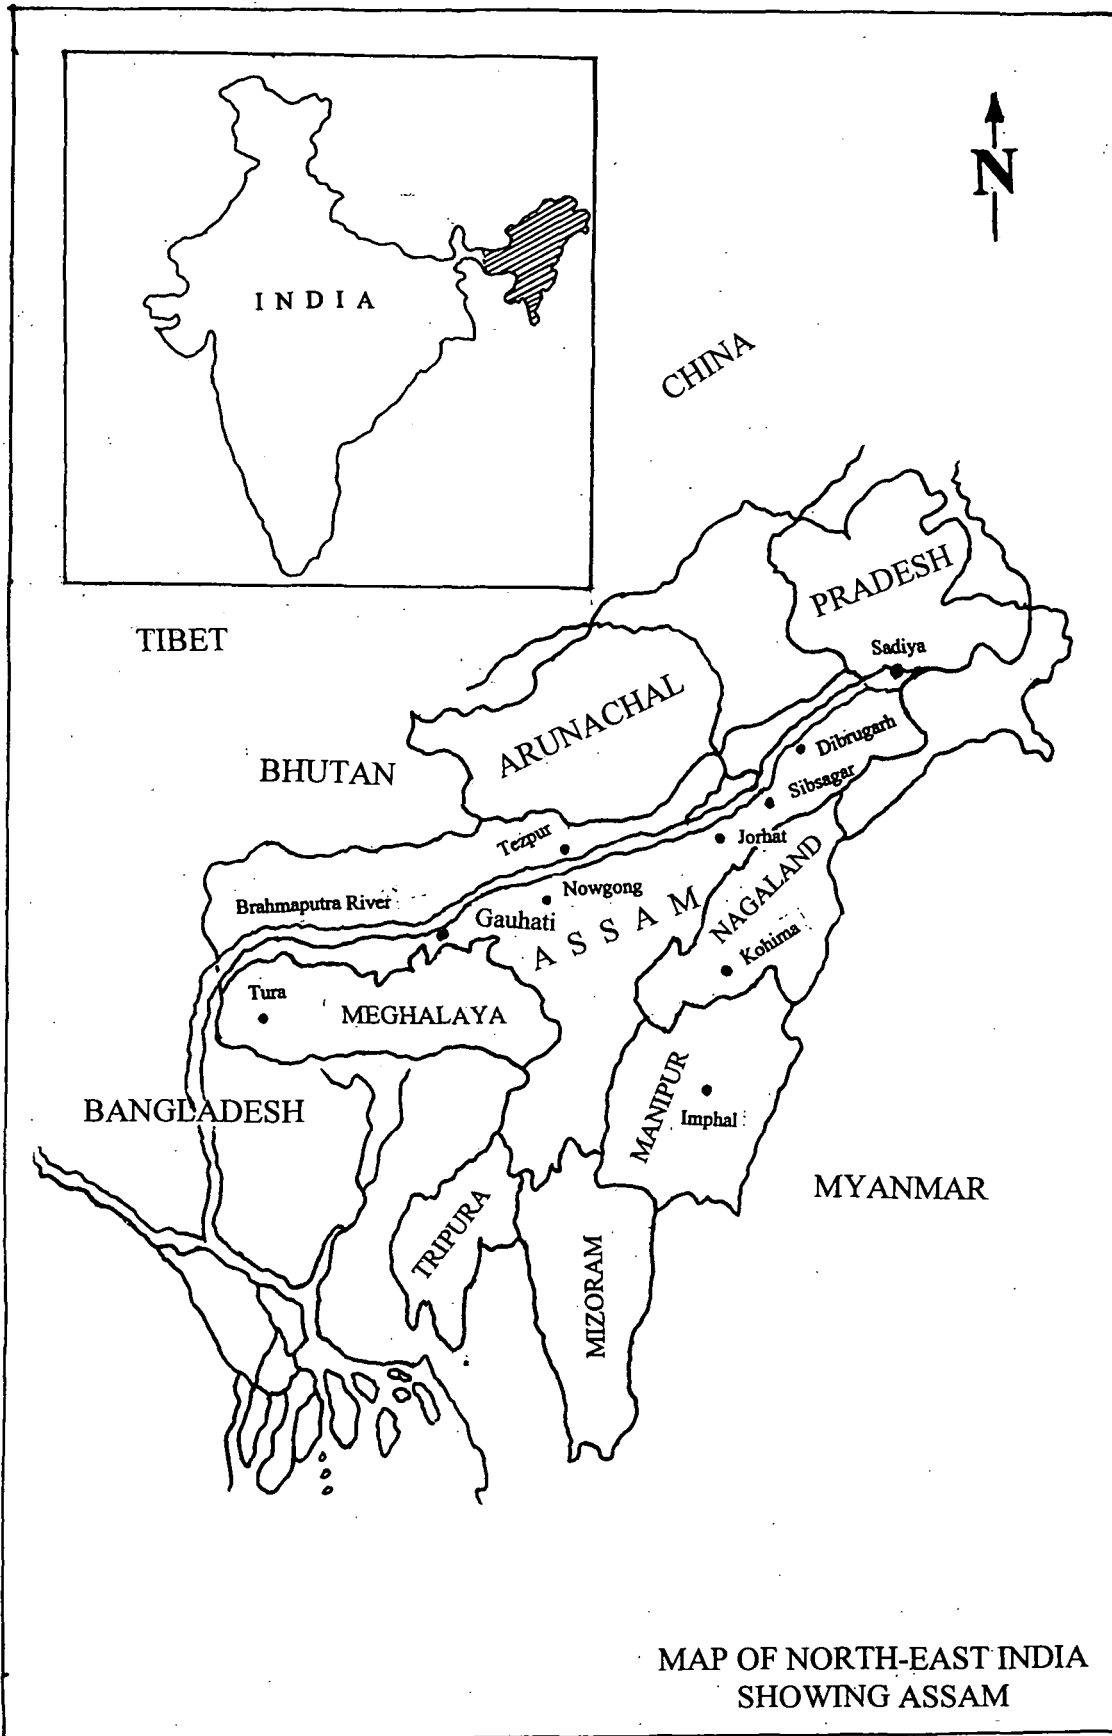 INDIA
N
CHINA
TIBET
PRADESH
Sadiya
ARUNACHAL
BHUTAN
Dibrugarh
Sibsagar
Tezpur
Jorhat
Brahmaputra River
Nowgong
Gauhati
ASSAM
NAGALAND
Kohima
Tura
MEGHALAYA
BANGLADESH
MANIPUR
Imphal
MYANMAR
TRIPURA
MIZORAM
MAP OF NORTH-EAST INDIA
SHOWING ASSAM